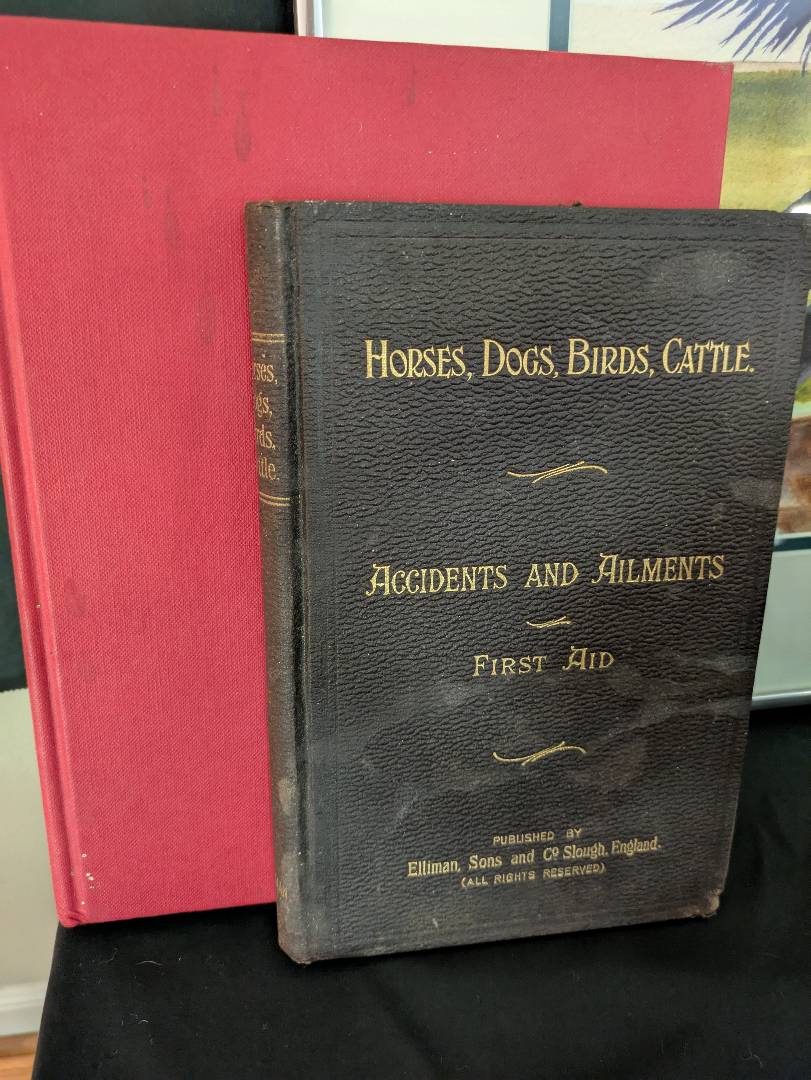 HORSES, DOGS, BIRDS, CATTLE.
ACCIDENTS AND AILMENTS
FIRST AID
PUBLISHED BY
Elliman, Sons and Co Slough, England.
(ALL RIGHTS RESERVED)